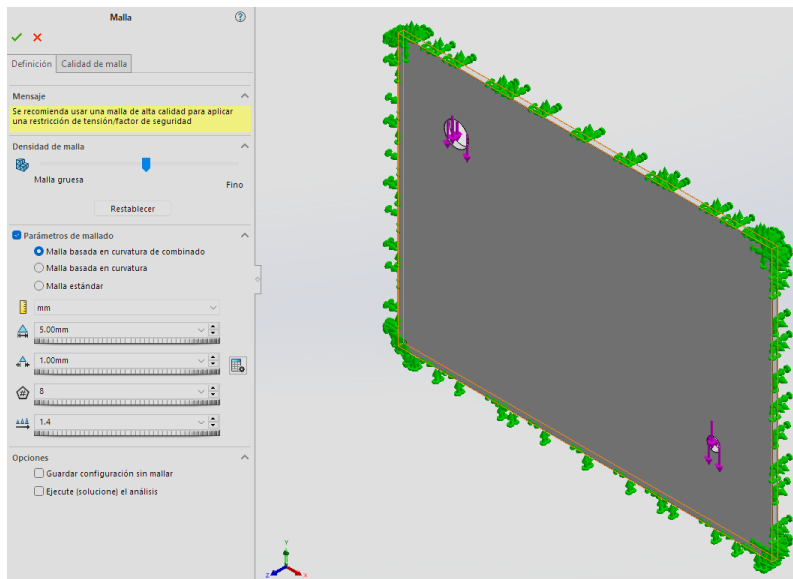 Malla
Definición
Calidad de malla
Mensaje
Se recomienda usar una malla de alta calidad para aplicar
una restricción de tensión/factor de seguridad
Densidad de malla
Malla gruesa
Fino
Restablecer
Parámetros de mallado
Malla basada en curvatura de combinado
Malla basada en curvatura
Malla estándar
mm
5.00mm
1.00mm
8
1.4
Opciones
Guardar configuración sin mallar
Ejecute (solucione) el análisis
Y
Z
X